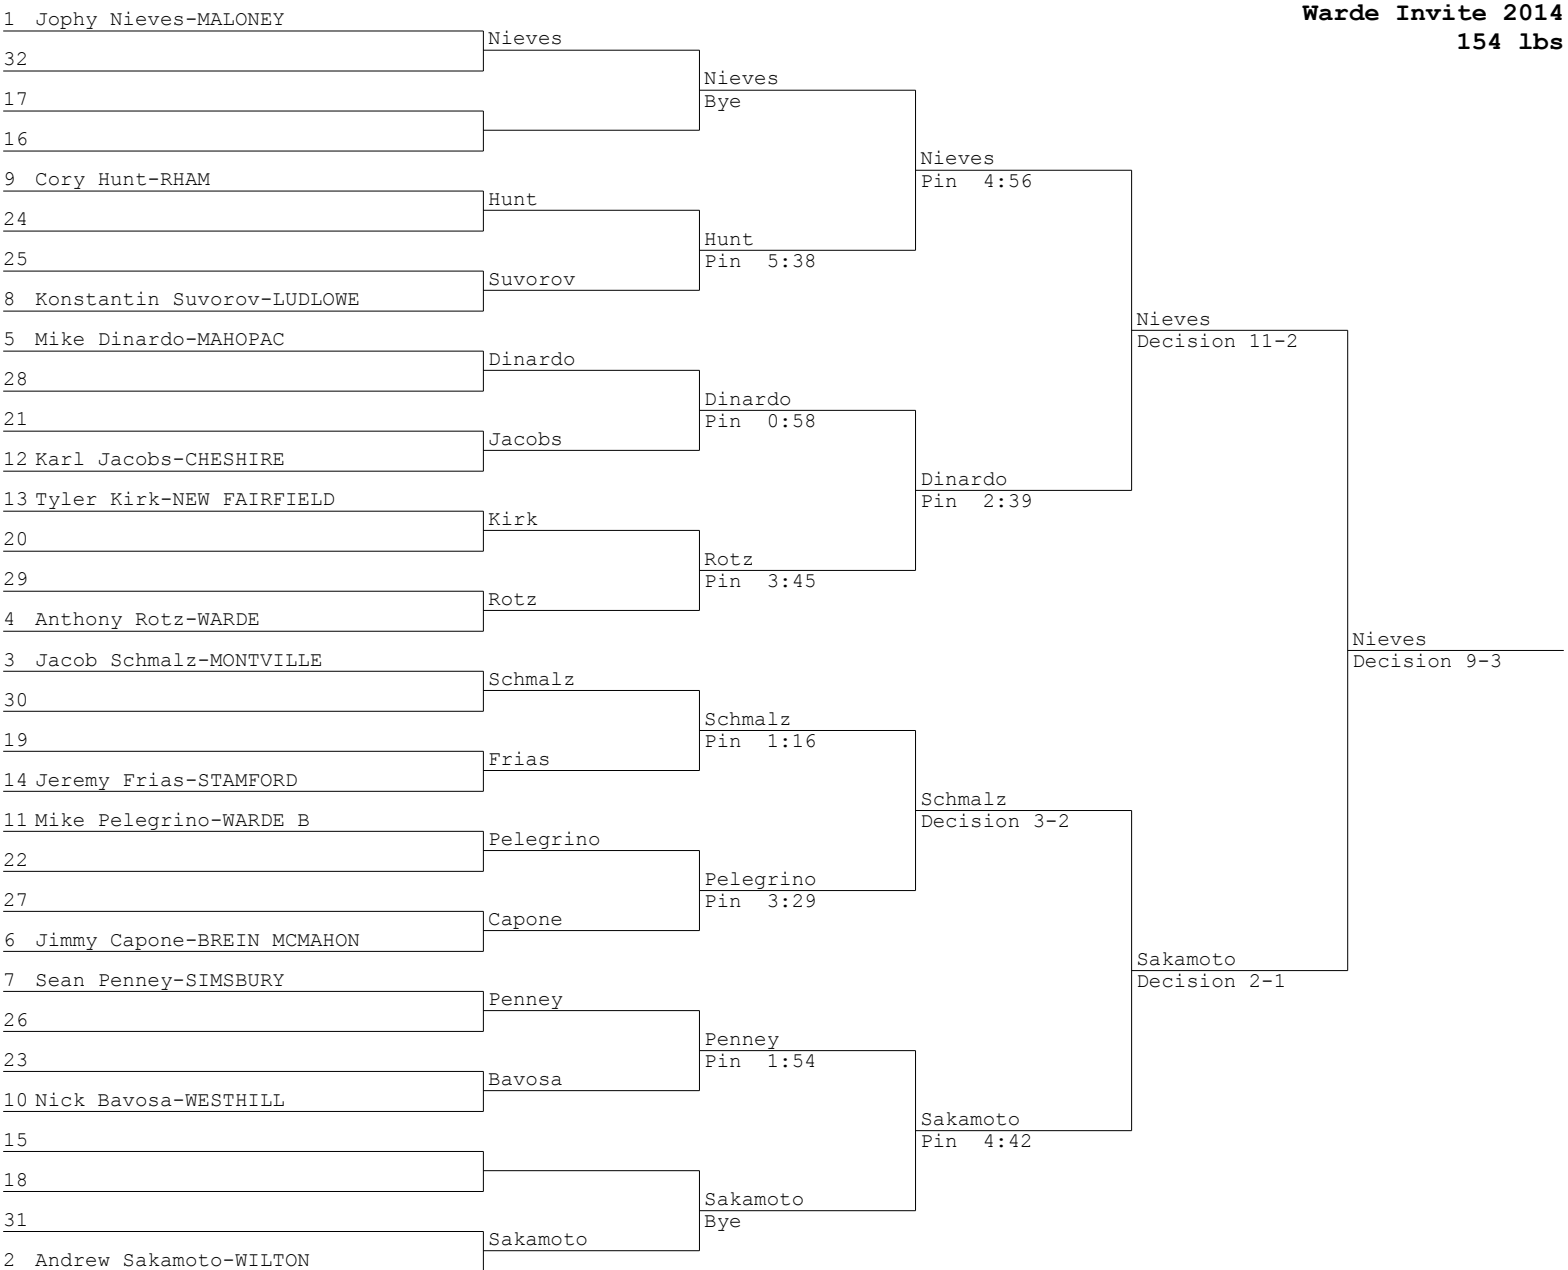 Warde Invite 2014
154 lbs
1 Jophy Nieves-MALONEY
32
17
16
9 Cory Hunt-RHAM
24
25
8 Konstantin Suvorov-LUDLOWE
5 Mike Dinardo-MAHOPAC
28
21
12 Karl Jacobs-CHESHIRE
13 Tyler Kirk-NEW FAIRFIELD
20
29
4 Anthony Rotz-WARDE
3 Jacob Schmalz-MONTVILLE
30
19
14 Jeremy Frias-STAMFORD
11 Mike Pelegrino-WARDE B
22
27
6 Jimmy Capone-BREIN MCMAHON
7 Sean Penney-SIMSBURY
26
23
10 Nick Bavosa-WESTHILL
15
18
31
2 Andrew Sakamoto-WILTON
Nieves
Hunt
Suvorov
Dinardo
Jacobs
Kirk
Rotz
Schmalz
Frias
Pelegrino
Capone
Penney
Bavosa
Sakamoto
Nieves
Bye
Hunt
Pin 5:38
Dinardo
Pin 0:58
Rotz
Pin 3:45
Schmalz
Pin 1:16
Pelegrino
Pin 3:29
Penney
Pin 1:54
Sakamoto
Bye
Nieves
Pin 4:56
Dinardo
Pin 2:39
Schmalz
Decision 3-2
Sakamoto
Pin 4:42
Nieves
Decision 11-2
Sakamoto
Decision 2-1
Nieves
Decision 9-3